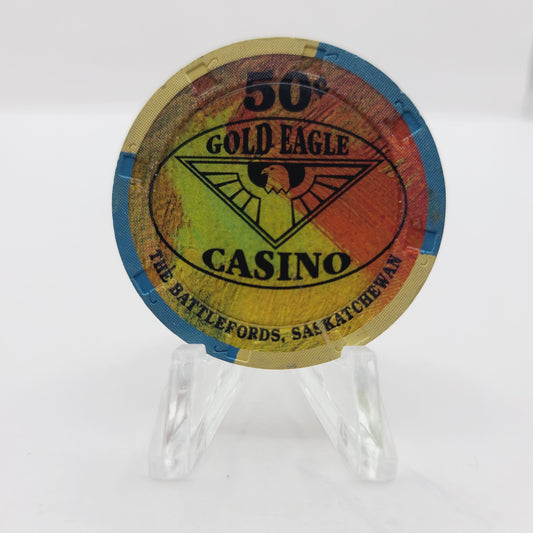 50¢
GOLD EAGLE
CASINO
THE BATTLEFORDS, SASKATCHEWAN